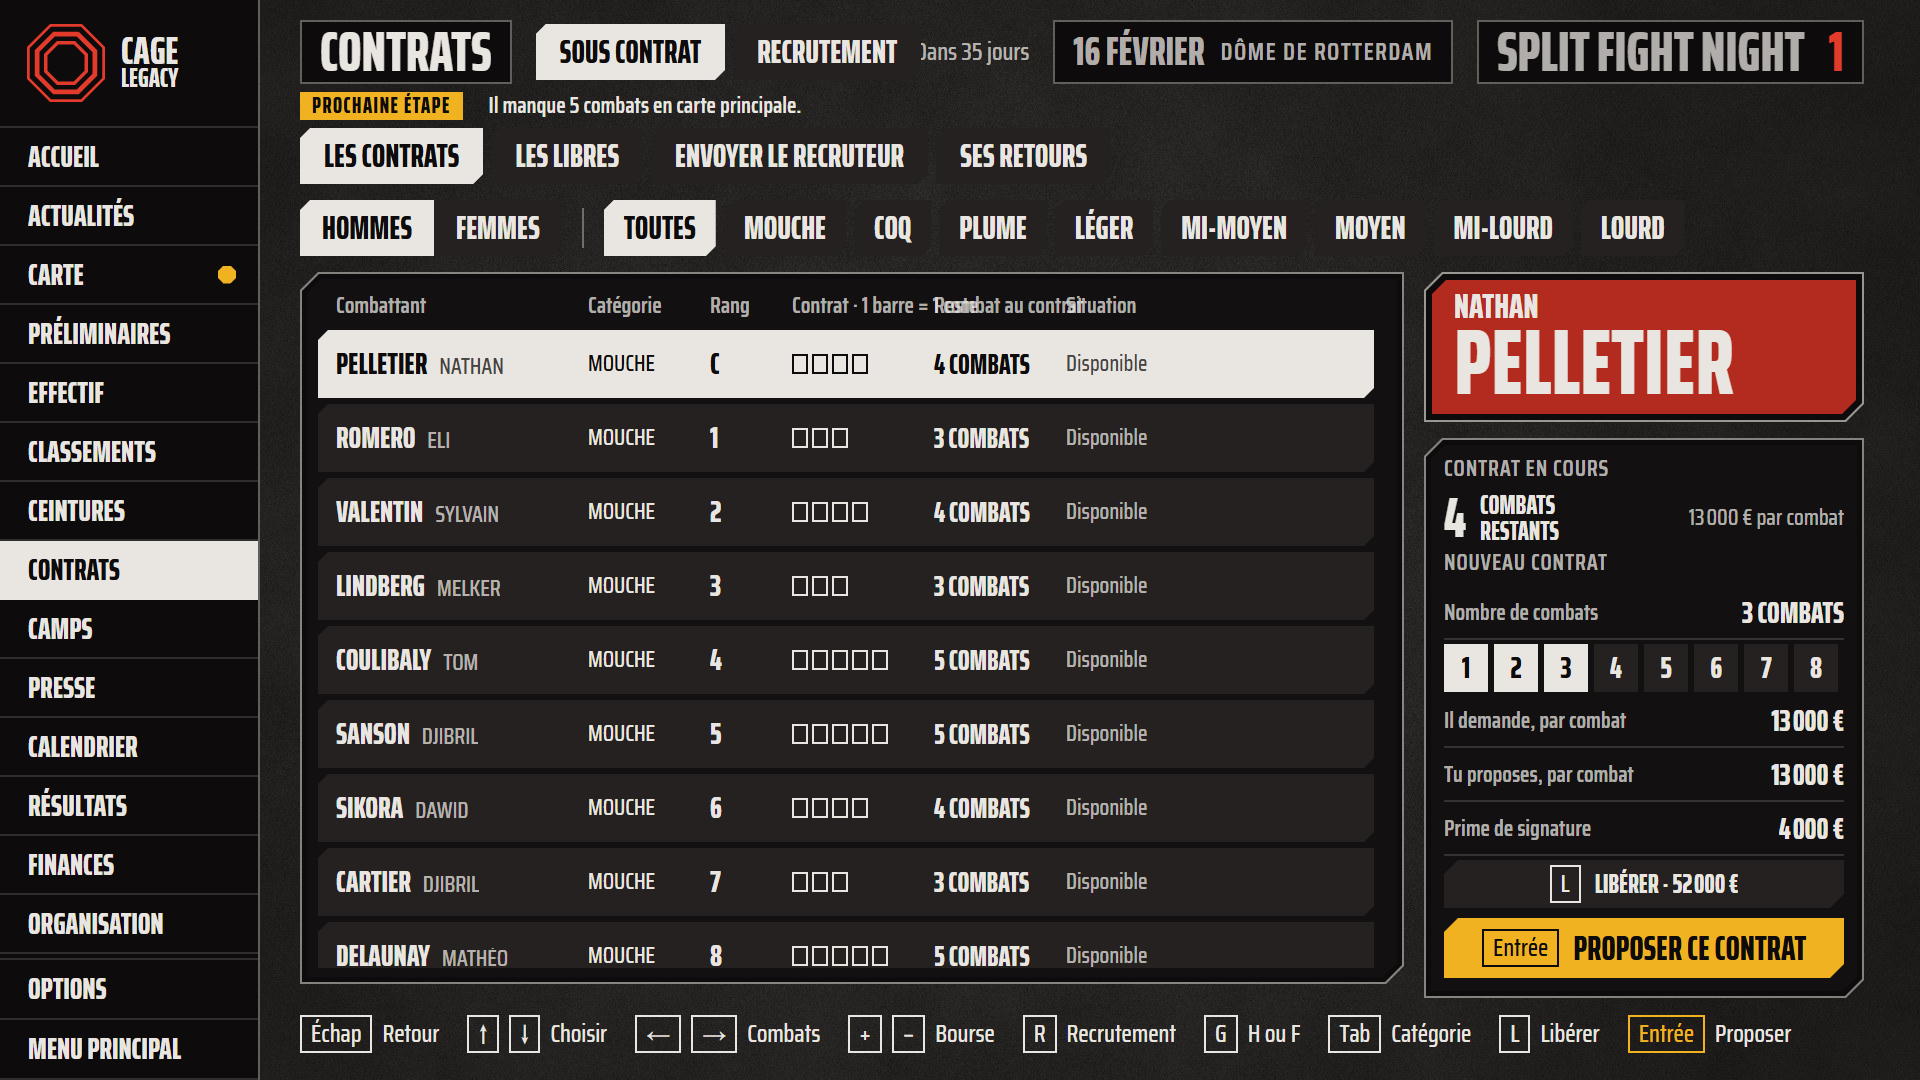 CAGE
LEGACY
ACCUEIL
ACTUALITÉS
CARTE
PRÉLIMINAIRES
EFFECTIF
CLASSEMENTS
CEINTURES
CONTRATS
CAMPS
PRESSE
CALENDRIER
RÉSULTATS
FINANCES
ORGANISATION
OPTIONS
MENU PRINCIPAL
CONTRATS SOUS CONTRAT RECRUTEMENT Dans 35 jours 16 FÉVRIER DÔME DE ROTTERDAM SPLIT FIGHT NIGHT 1
PROCHAINE ÉTAPE Il manque 5 combats en carte principale.
LES CONTRATS LES LIBRES ENVOYER LE RECRUTEUR SES RETOURS
HOMMES FEMMES TOUTES MOUCHE COQ PLUME LÉGER MI-MOYEN MOYEN MI-LOURD LOURD
Combattant Catégorie Rang Contrat · 1 barre = 1 combat au contrat Reste Situation
PELLETIER NATHAN MOUCHE C 4 COMBATS Disponible
ROMERO ELI MOUCHE 1 3 COMBATS Disponible
VALENTIN SYLVAIN MOUCHE 2 4 COMBATS Disponible
LINDBERG MELKER MOUCHE 3 3 COMBATS Disponible
COULIBALY TOM MOUCHE 4 5 COMBATS Disponible
SANSON DJIBRIL MOUCHE 5 5 COMBATS Disponible
SIKORA DAWID MOUCHE 6 4 COMBATS Disponible
CARTIER DJIBRIL MOUCHE 7 3 COMBATS Disponible
DELAUNAY MATHÉO MOUCHE 8 5 COMBATS Disponible
NATHAN
PELLETIER
CONTRAT EN COURS
4 COMBATS RESTANTS 13 000 € par combat
NOUVEAU CONTRAT
Nombre de combats 3 COMBATS
1 2 3 4 5 6 7 8
Il demande, par combat 13 000 €
Tu proposes, par combat 13 000 €
Prime de signature 4 000 €
L LIBÉRER - 52 000 €
Entrée PROPOSER CE CONTRAT
Échap Retour ↑ ↓ Choisir ← → Combats + − Bourse R Recrutement G H ou F Tab Catégorie L Libérer Entrée Proposer